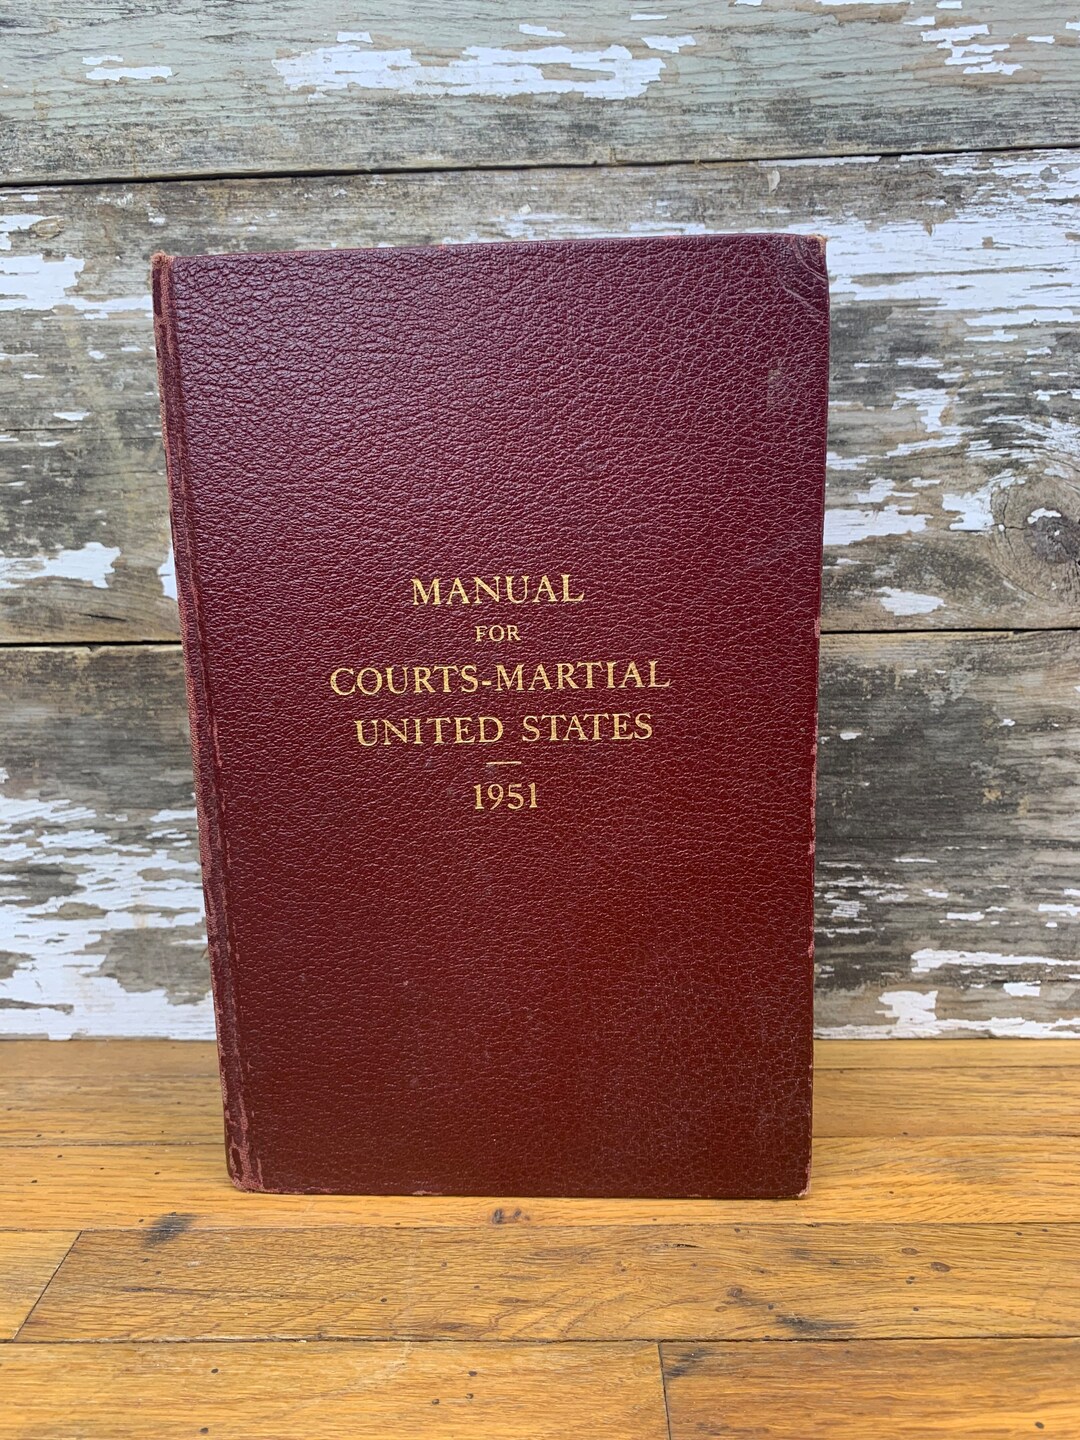 MANUAL
FOR
COURTS-MARTIAL
UNITED STATES
1951